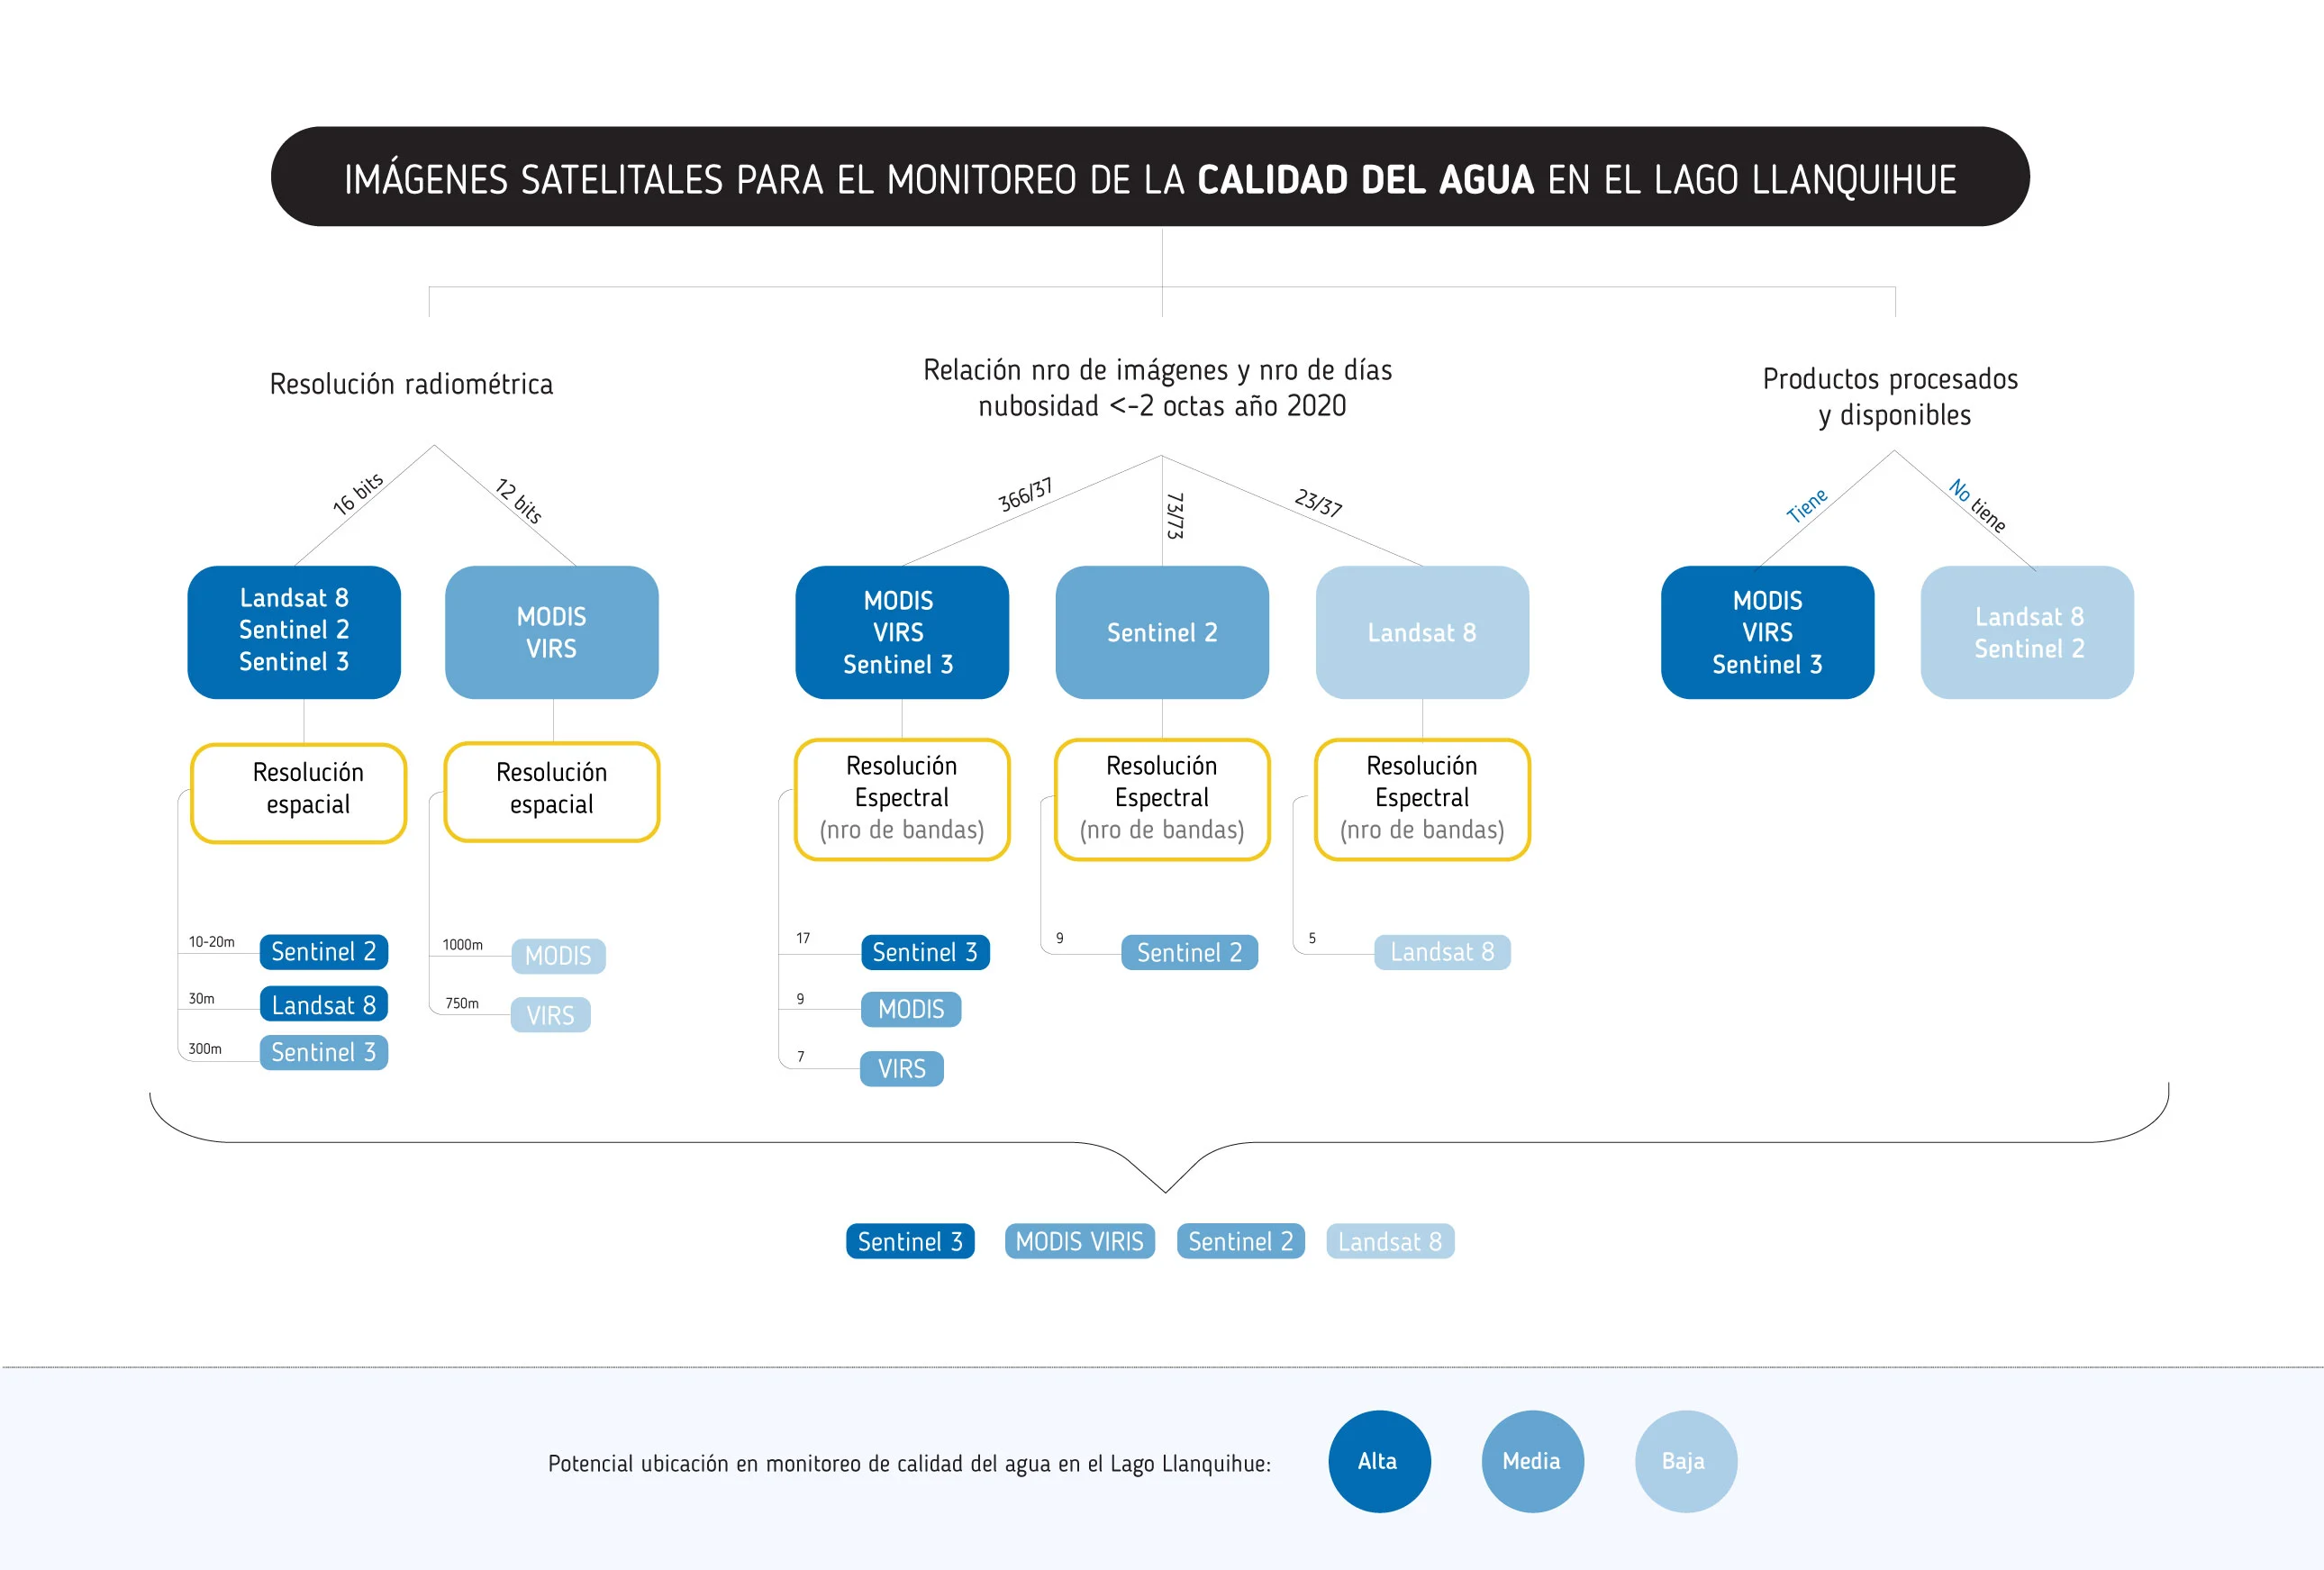 IMÁGENES SATELITALES PARA EL MONITOREO DE LA CALIDAD DEL AGUA EN EL LAGO LLANQUIHUE
Resolución radiométrica
16 bits
12 bits
Landsat 8
Sentinel 2
Sentinel 3
MODIS
VIRS
Resolución
espacial
Resolución
espacial
10-20m
Sentinel 2
30m
Landsat 8
300m
Sentinel 3
1000m
MODIS
750m
VIRS
Relación nro de imágenes y nro de días
nubosidad <-2 octas año 2020
366/37
73/73
23/37
MODIS
VIRS
Sentinel 3
Sentinel 2
Landsat 8
Resolución
Espectral
(nro de bandas)
Resolución
Espectral
(nro de bandas)
Resolución
Espectral
(nro de bandas)
17
Sentinel 3
9
MODIS
7
VIRS
9
Sentinel 2
5
Landsat 8
Productos procesados
y disponibles
Tiene
No tiene
MODIS
VIRS
Sentinel 3
Landsat 8
Sentinel 2
Sentinel 3
MODIS VIRIS
Sentinel 2
Landsat 8
Potencial ubicación en monitoreo de calidad del agua en el Lago Llanquihue:
Alta
Media
Baja